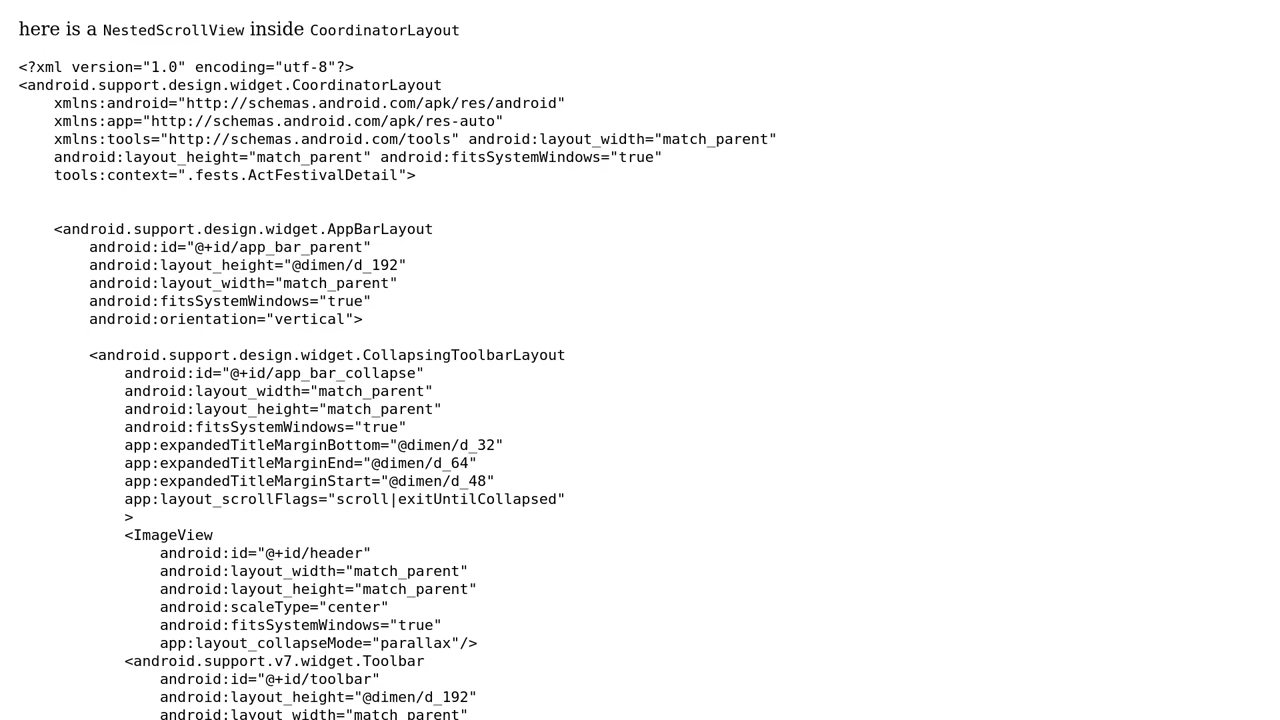 here is a NestedScrollView inside CoordinatorLayout
<?xml version="1.0" encoding="utf-8"?>
<android.support.design.widget.CoordinatorLayout
    xmlns:android="http://schemas.android.com/apk/res/android"
    xmlns:app="http://schemas.android.com/apk/res-auto"
    xmlns:tools="http://schemas.android.com/tools" android:layout_width="match_parent"
    android:layout_height="match_parent" android:fitsSystemWindows="true"
    tools:context=".fests.ActFestivalDetail">
    <android.support.design.widget.AppBarLayout
        android:id="@+id/app_bar_parent"
        android:layout_height="@dimen/d_192"
        android:layout_width="match_parent"
        android:fitsSystemWindows="true"
        android:orientation="vertical">
        <android.support.design.widget.CollapsingToolbarLayout
            android:id="@+id/app_bar_collapse"
            android:layout_width="match_parent"
            android:layout_height="match_parent"
            android:fitsSystemWindows="true"
            app:expandedTitleMarginBottom="@dimen/d_32"
            app:expandedTitleMarginEnd="@dimen/d_64"
            app:expandedTitleMarginStart="@dimen/d_48"
            app:layout_scrollFlags="scroll|exitUntilCollapsed"
            >
            <ImageView
                android:id="@+id/header"
                android:layout_width="match_parent"
                android:layout_height="match_parent"
                android:scaleType="center"
                android:fitsSystemWindows="true"
                app:layout_collapseMode="parallax"/>
            <android.support.v7.widget.Toolbar
                android:id="@+id/toolbar"
                android:layout_height="@dimen/d_192"
                android:layout_width="match_parent"